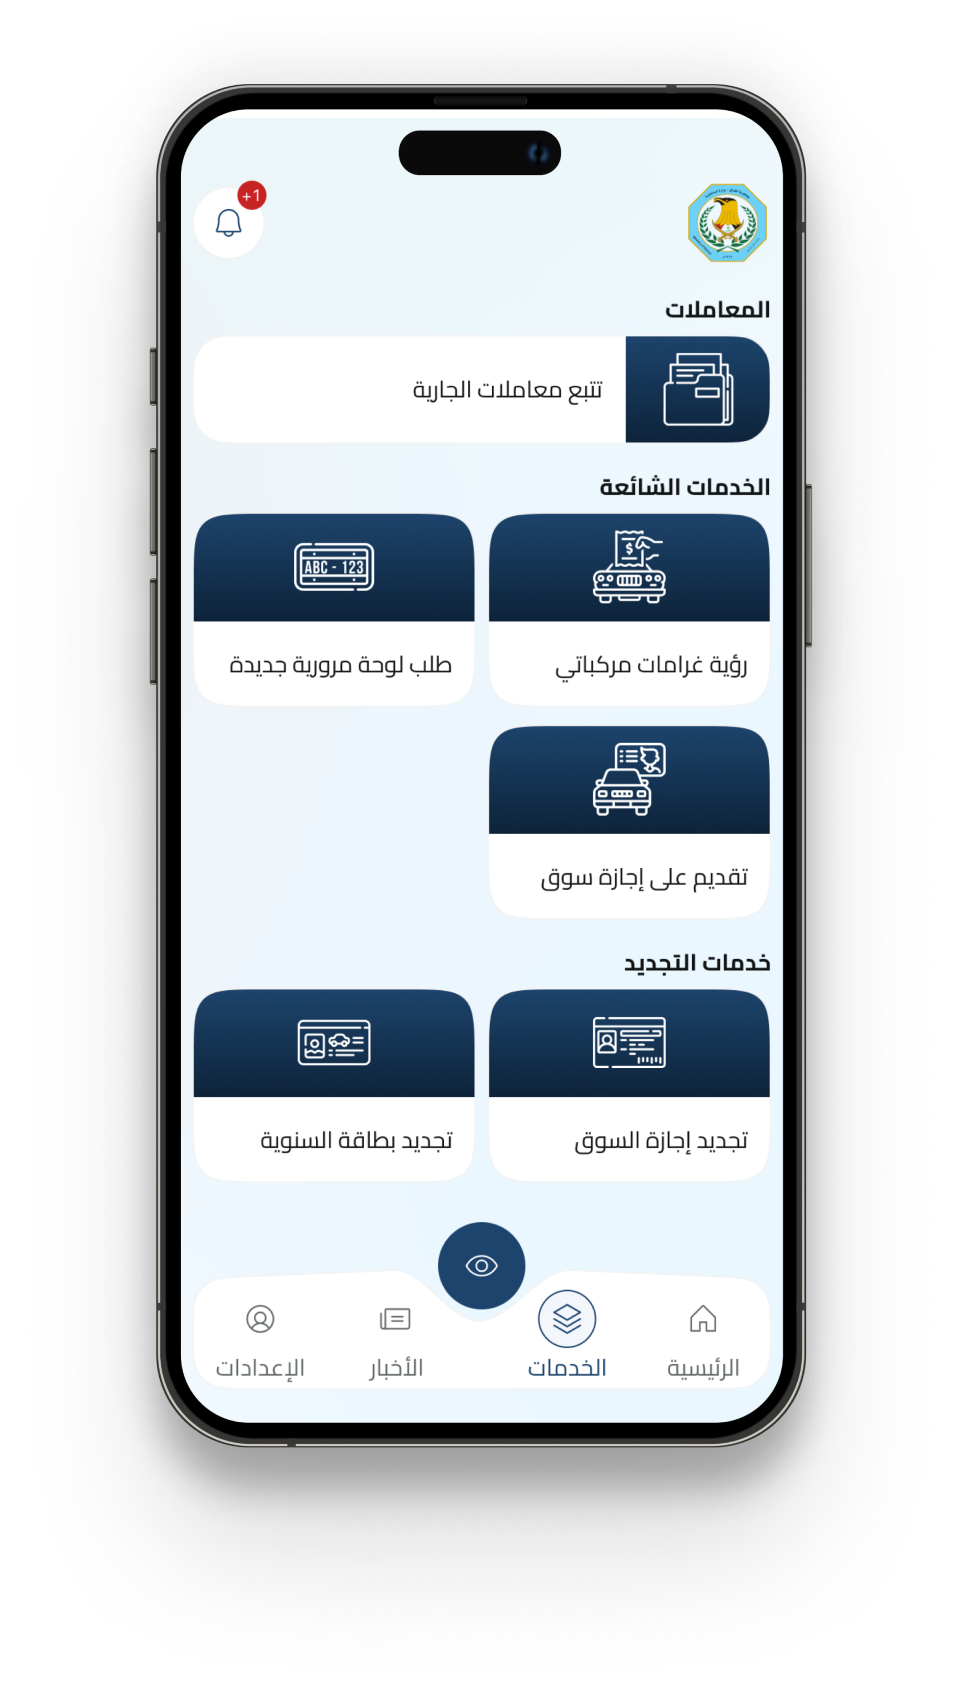 +1
المعاملات
تتبع معاملات الجارية
الخدمات الشائعة
$
رؤية غرامات مركباتي
ABC - 123
طلب لوحة مرورية جديدة
تقديم على إجازة سوق
خدمات التجديد
تجديد إجازة السوق
تجديد بطاقة السنوية
الرئيسية
الخدمات
الأخبار
الإعدادات